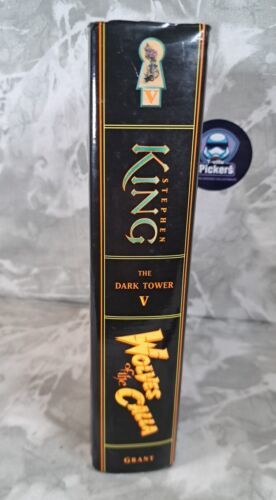 V
STEPHEN
KING
THE
DARK TOWER
V
WOLVES
of the
CALLA
GRANT
Pickers